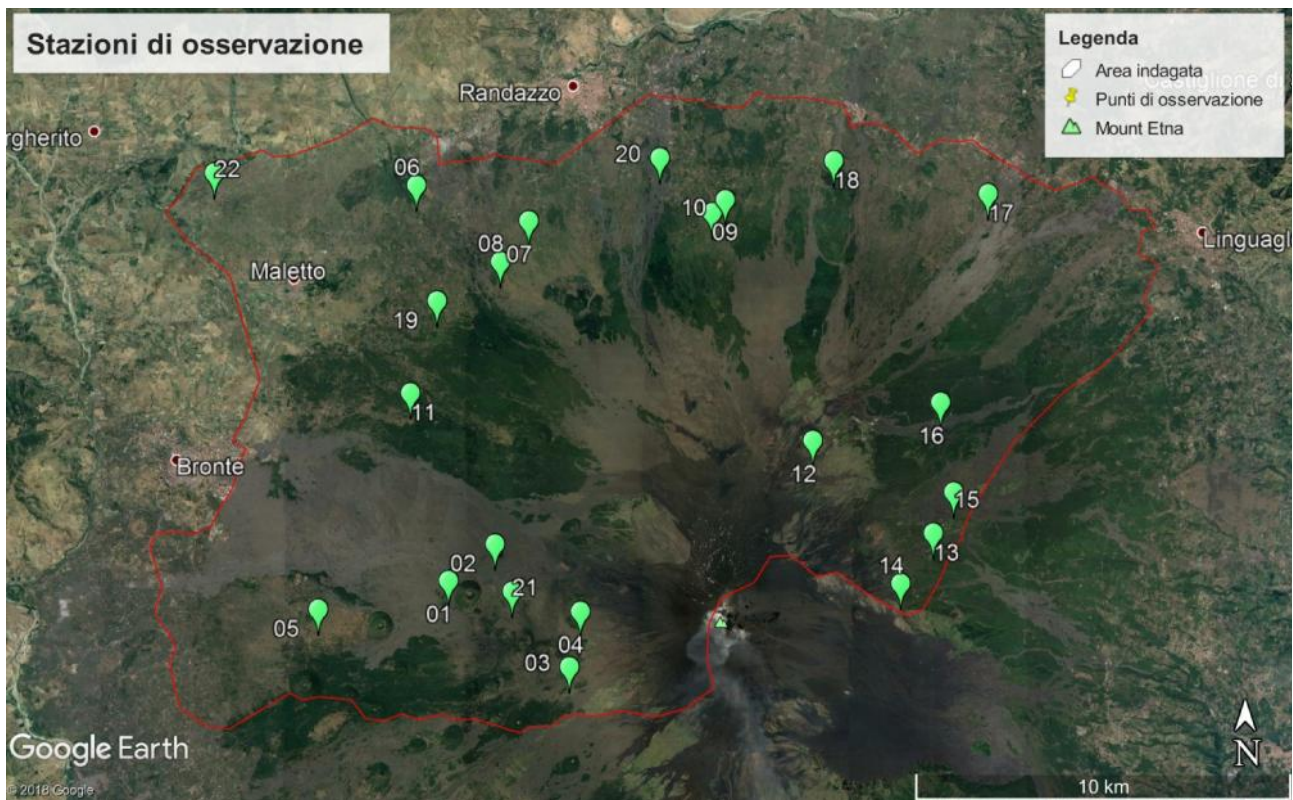 Stazioni di osservazione
Legenda
Area indagata
Punti di osservazione
Mount Etna
Randazzo
rgherito
22
06
20
18
17
10
09
08
07
Linguagl
Maletto
19
11
16
Bronte
12
15
13
02
14
01
21
05
04
03
Google Earth
© 2018 Google
N
10 km